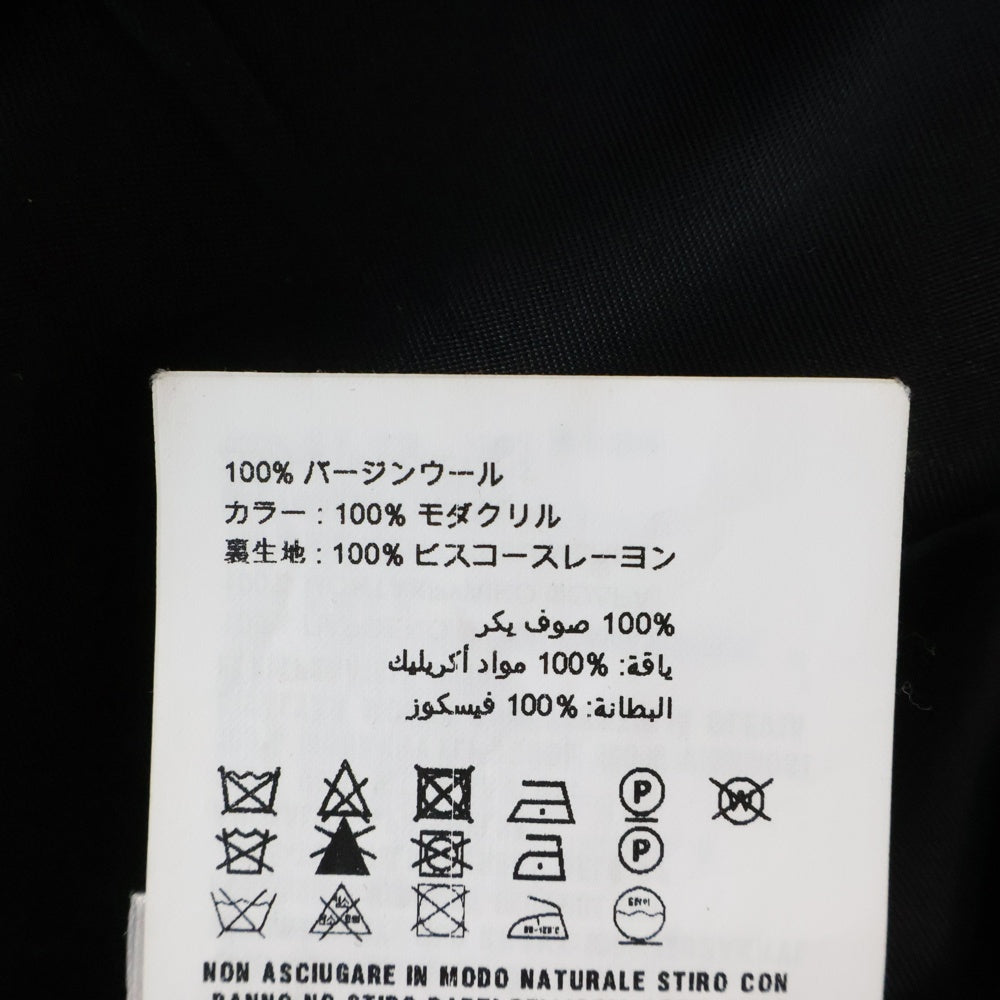 100% バージンウール
カラー : 100% モダクリル
裏生地 : 100% ビスコースレーヨン
100% صوف يكر
ياقة: 100% مواد أكريليك
البطانة: 100% فيسكوز
P W
P
NON ASCIUGARE IN MODO NATURALE STIRO CON